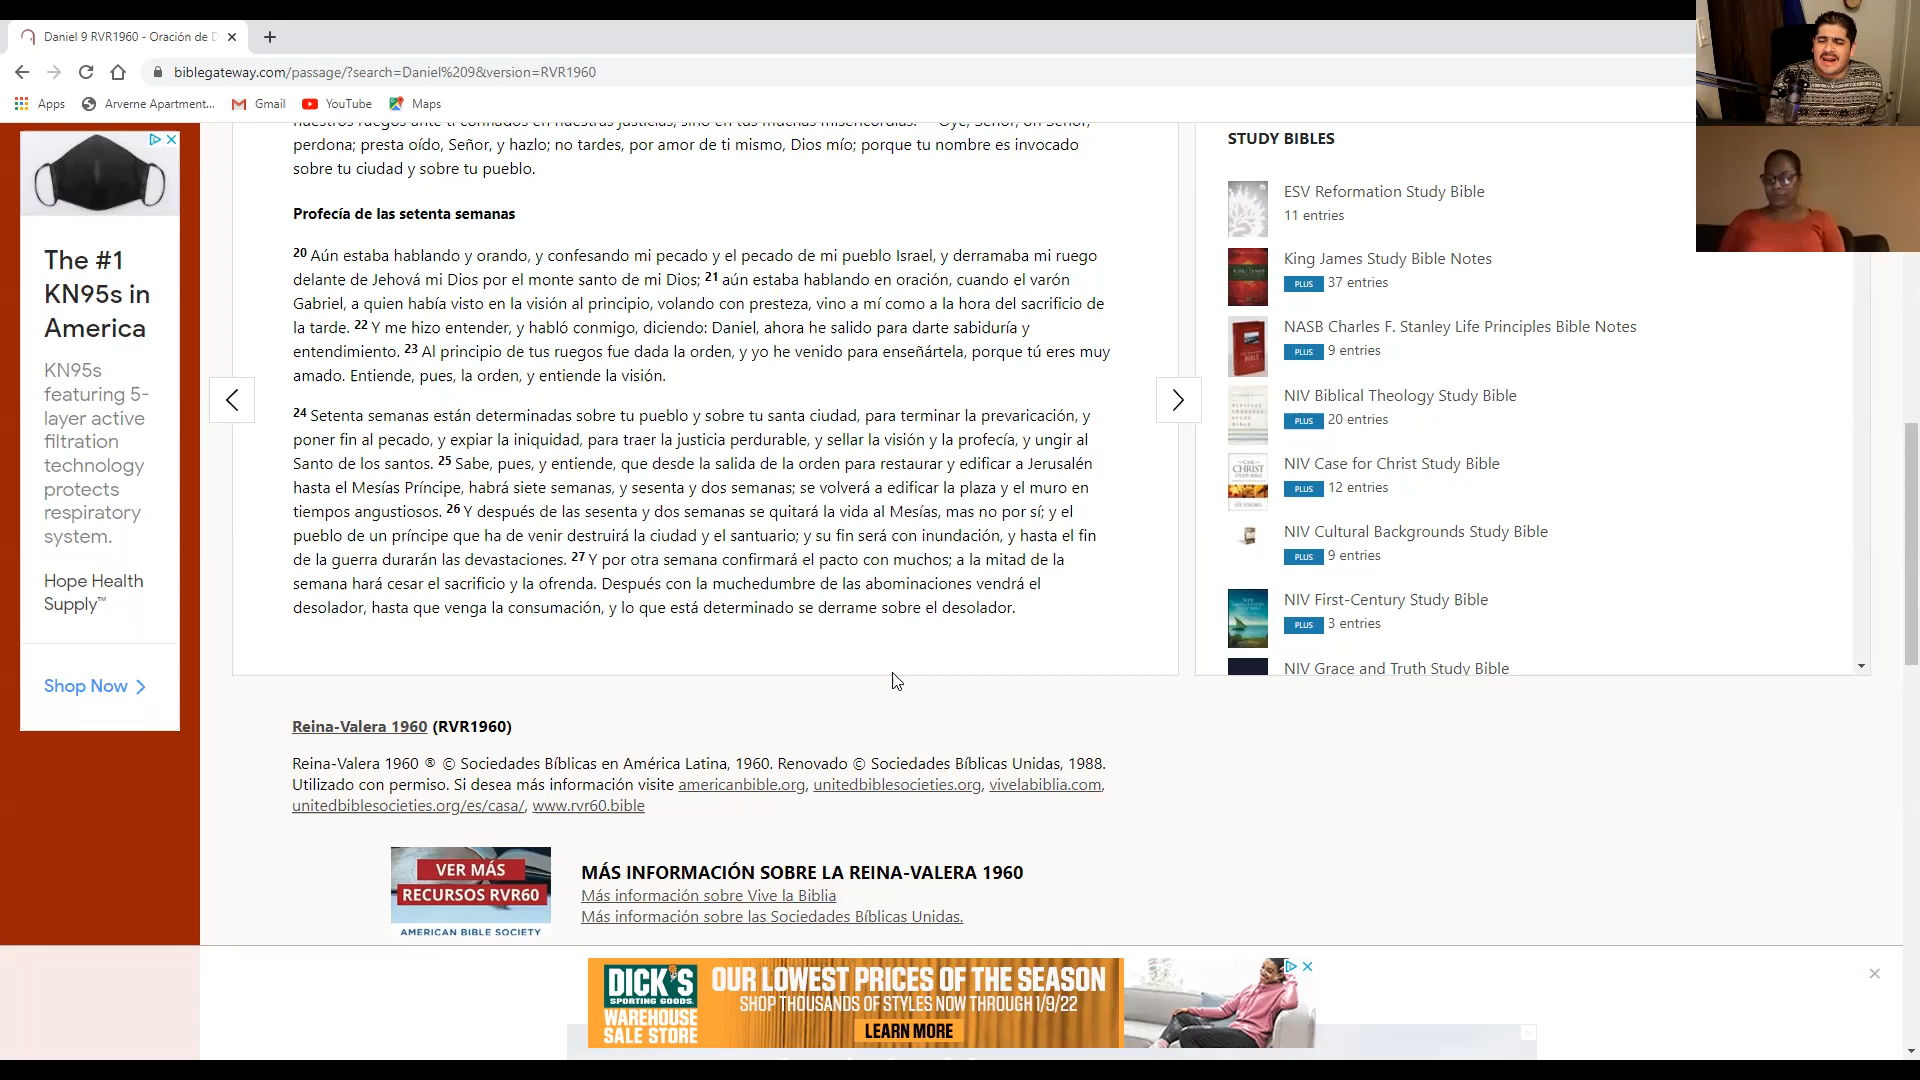 Daniel 9 RVR1960 - Oración de D
biblegateway.com/passage/?search=Daniel%209&version=RVR1960
Apps
Arverne Apartment...
Gmail
YouTube
Maps
The #1
KN95s in
America
KN95s
featuring 5-
layer active
filtration
technology
protects
respiratory
system.
Hope Health
Supply™
Shop Now
nuestros ruegos ante ti confiados en nuestras justicias, sino en tus muchas misericordias. Oye, Señor; oh Señor,
perdona; presta oído, Señor, y hazlo; no tardes, por amor de ti mismo, Dios mío; porque tu nombre es invocado
sobre tu ciudad y sobre tu pueblo.
Profecía de las setenta semanas
20 Aún estaba hablando y orando, y confesando mi pecado y el pecado de mi pueblo Israel, y derramaba mi ruego
delante de Jehová mi Dios por el monte santo de mi Dios; 21 aún estaba hablando en oración, cuando el varón
Gabriel, a quien había visto en la visión al principio, volando con presteza, vino a mí como a la hora del sacrificio de
la tarde. 22 Y me hizo entender, y habló conmigo, diciendo: Daniel, ahora he salido para darte sabiduría y
entendimiento. 23 Al principio de tus ruegos fue dada la orden, y yo he venido para enseñártela, porque tú eres muy
amado. Entiende, pues, la orden, y entiende la visión.
24 Setenta semanas están determinadas sobre tu pueblo y sobre tu santa ciudad, para terminar la prevaricación, y
poner fin al pecado, y expiar la iniquidad, para traer la justicia perdurable, y sellar la visión y la profecía, y ungir al
Santo de los santos. 25 Sabe, pues, y entiende, que desde la salida de la orden para restaurar y edificar a Jerusalén
hasta el Mesías Príncipe, habrá siete semanas, y sesenta y dos semanas; se volverá a edificar la plaza y el muro en
tiempos angustiosos. 26 Y después de las sesenta y dos semanas se quitará la vida al Mesías, mas no por sí; y el
pueblo de un príncipe que ha de venir destruirá la ciudad y el santuario; y su fin será con inundación, y hasta el fin
de la guerra durarán las devastaciones. 27 Y por otra semana confirmará el pacto con muchos; a la mitad de la
semana hará cesar el sacrificio y la ofrenda. Después con la muchedumbre de las abominaciones vendrá el
desolador, hasta que venga la consumación, y lo que está determinado se derrame sobre el desolador.
STUDY BIBLES
ESV Reformation Study Bible
11 entries
King James Study Bible Notes
PLUS 37 entries
NASB Charles F. Stanley Life Principles Bible Notes
PLUS 9 entries
NIV Biblical Theology Study Bible
PLUS 20 entries
NIV Case for Christ Study Bible
PLUS 12 entries
NIV Cultural Backgrounds Study Bible
PLUS 9 entries
NIV First-Century Study Bible
PLUS 3 entries
NIV Grace and Truth Study Bible
Reina-Valera 1960 (RVR1960)
Reina-Valera 1960 ® © Sociedades Bíblicas en América Latina, 1960. Renovado © Sociedades Bíblicas Unidas, 1988.
Utilizado con permiso. Si desea más información visite americanbible.org, unitedbiblesocieties.org, vivelabiblia.com,
unitedbiblesocieties.org/es/casa/, www.rvr60.bible
VER MÁS
RECURSOS RVR60
AMERICAN BIBLE SOCIETY
MÁS INFORMACIÓN SOBRE LA REINA-VALERA 1960
Más información sobre Vive la Biblia
Más información sobre las Sociedades Bíblicas Unidas.
DICK'S
SPORTING GOODS
WAREHOUSE
SALE STORE
OUR LOWEST PRICES OF THE SEASON
SHOP THOUSANDS OF STYLES NOW THROUGH 1/9/22
LEARN MORE